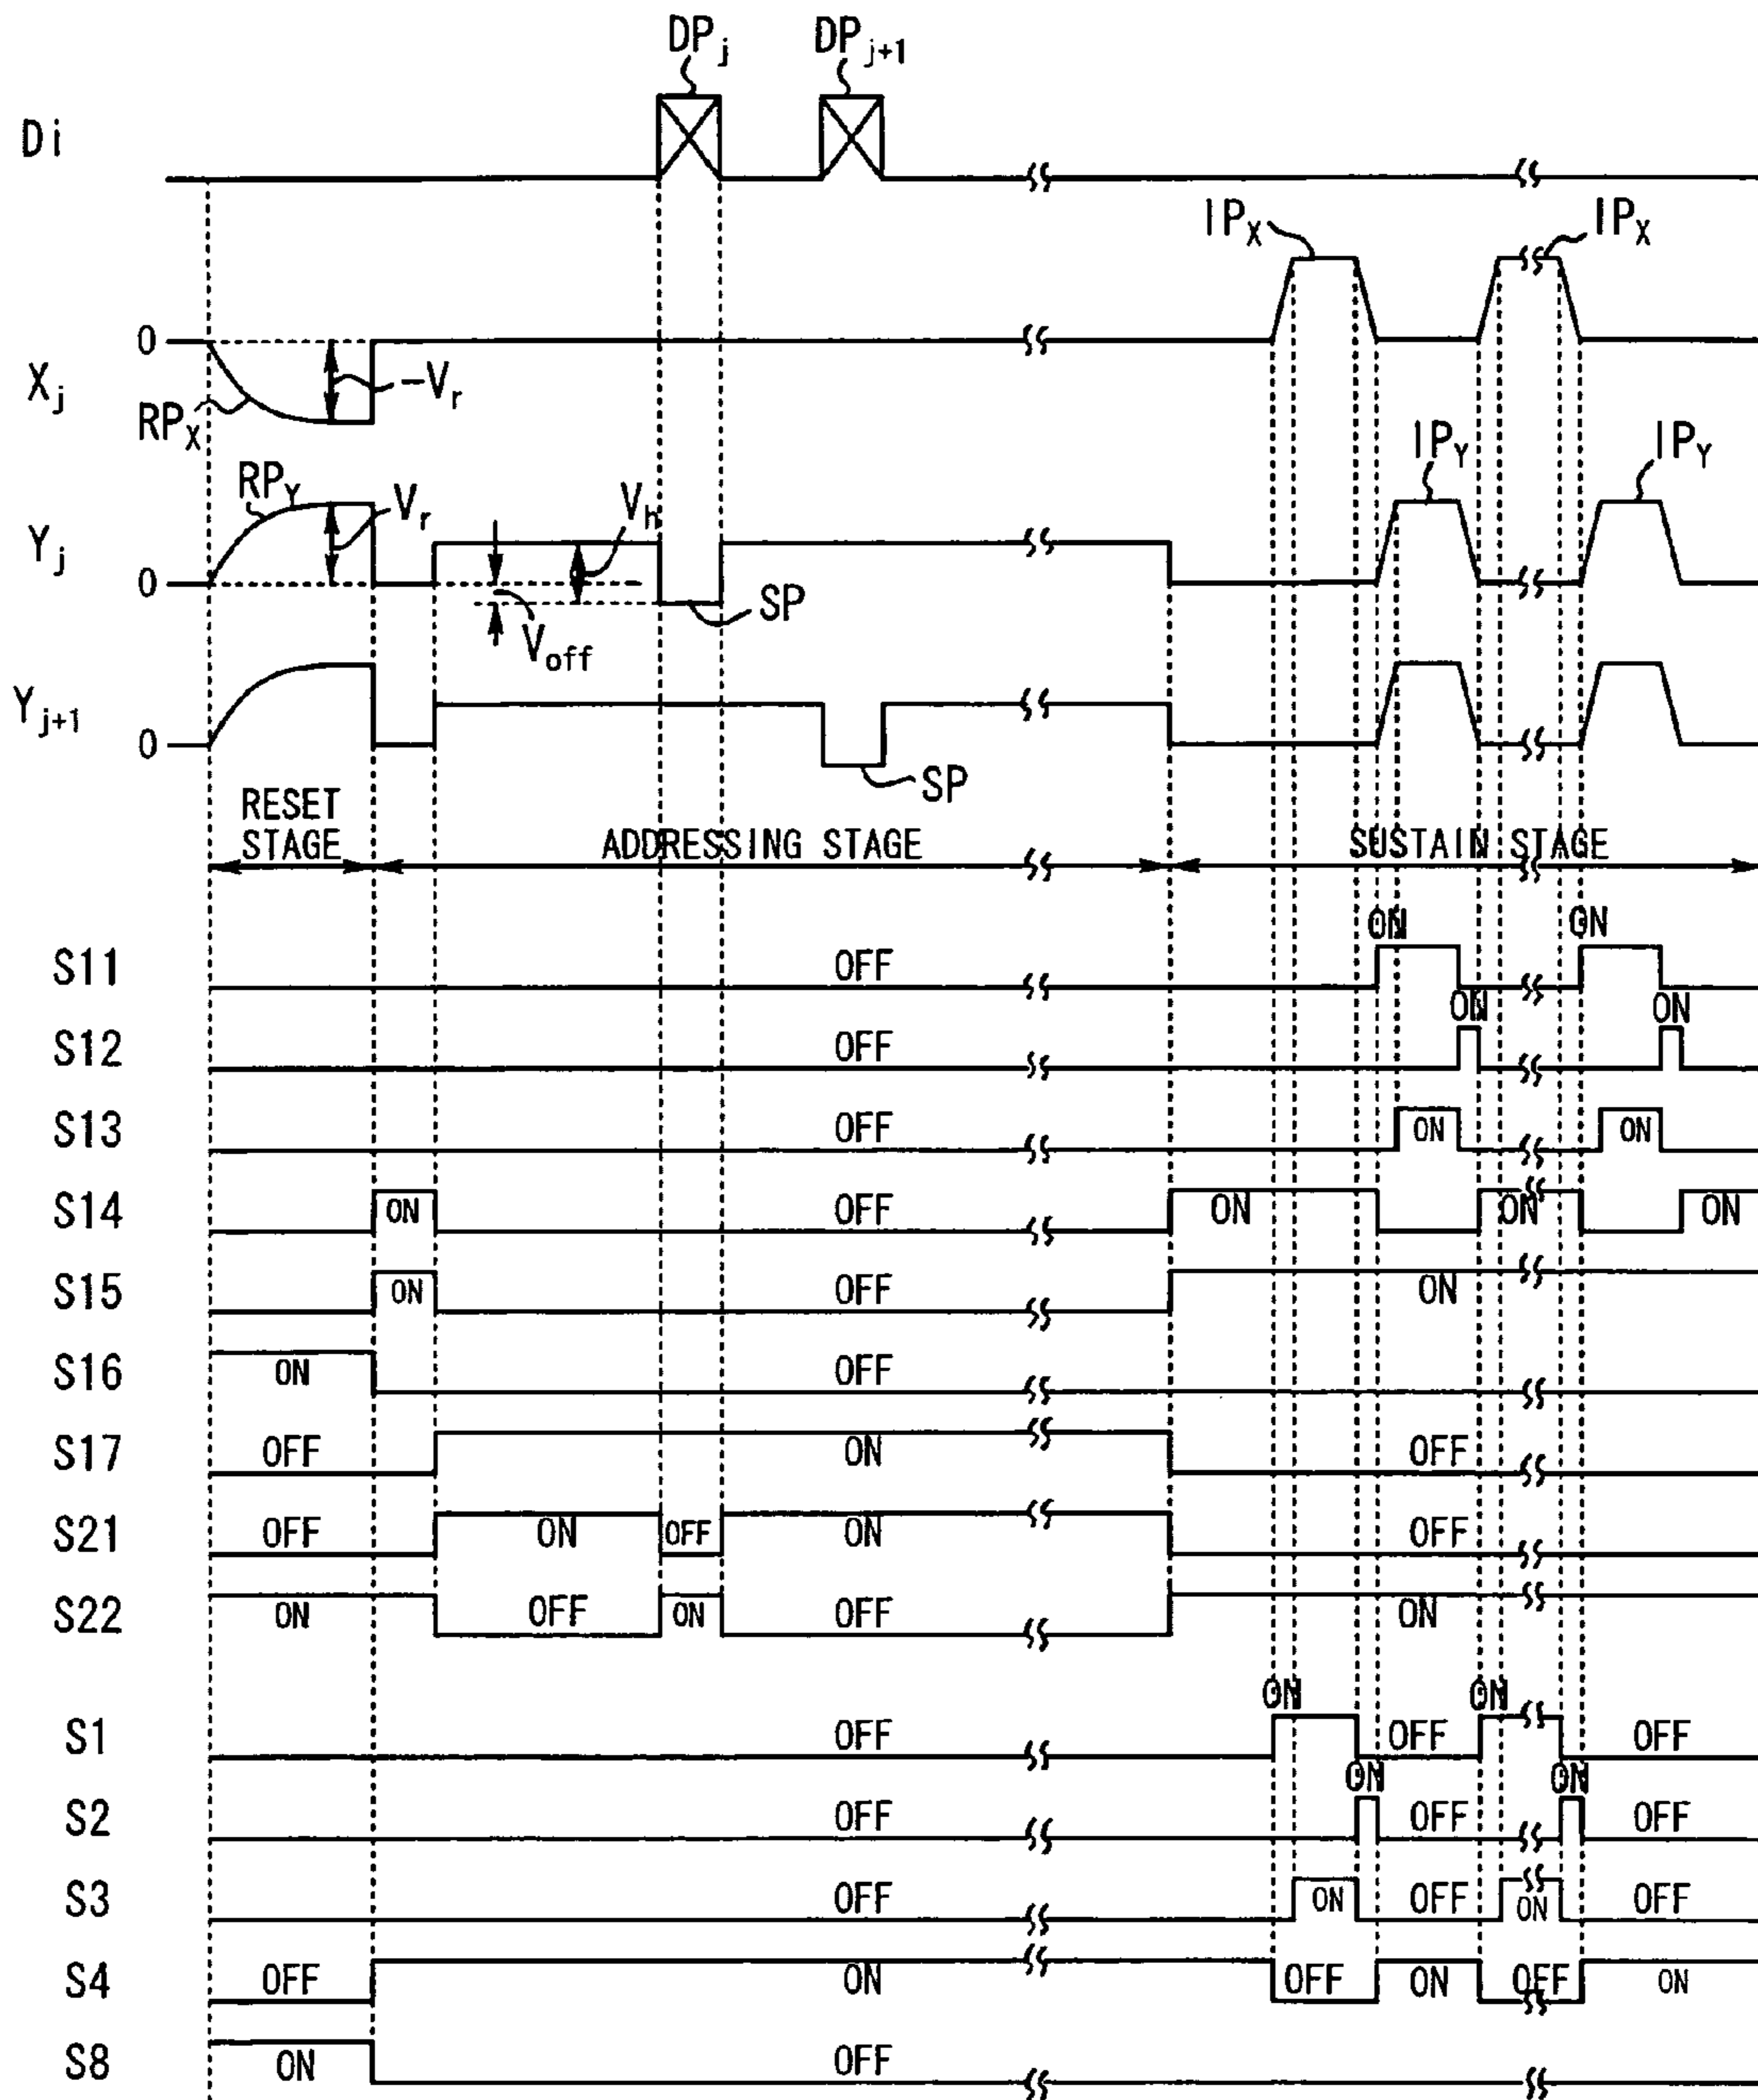 DPj DPj+1
Di
IPX IPX
0
Xj -Vr
RPX
IPY IPY
RPY Vr Vh
Yj
0
SP
Voff
Yj+1
0
SP
RESET
STAGE ADDRESSING STAGE SUSTAIN STAGE
ON ON
S11 OFF
ON ON
S12 OFF
S13 OFF ON ON
S14 ON OFF ON ON ON
S15 ON OFF ON
S16 ON OFF
S17 OFF ON OFF
S21 OFF ON OFF ON OFF
S22 ON OFF ON OFF ON
ON ON
S1 OFF OFF OFF
ON ON
S2 OFF OFF OFF
S3 OFF ON OFF ON OFF
S4 OFF ON OFF ON OFF ON
S8 ON OFF